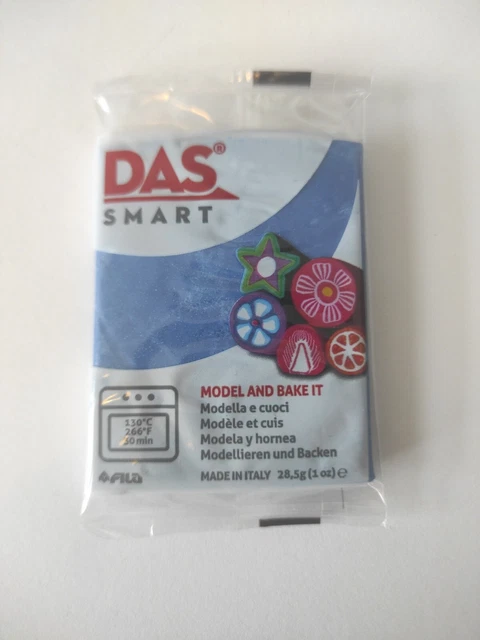 DAS®
SMART
MODEL AND BAKE IT
Modella e cuoci
Modèle et cuis
Modela y hornea
Modellieren und Backen
130°C
266°F
30 min
FILA
MADE IN ITALY 28,5g (1 oz) ℮